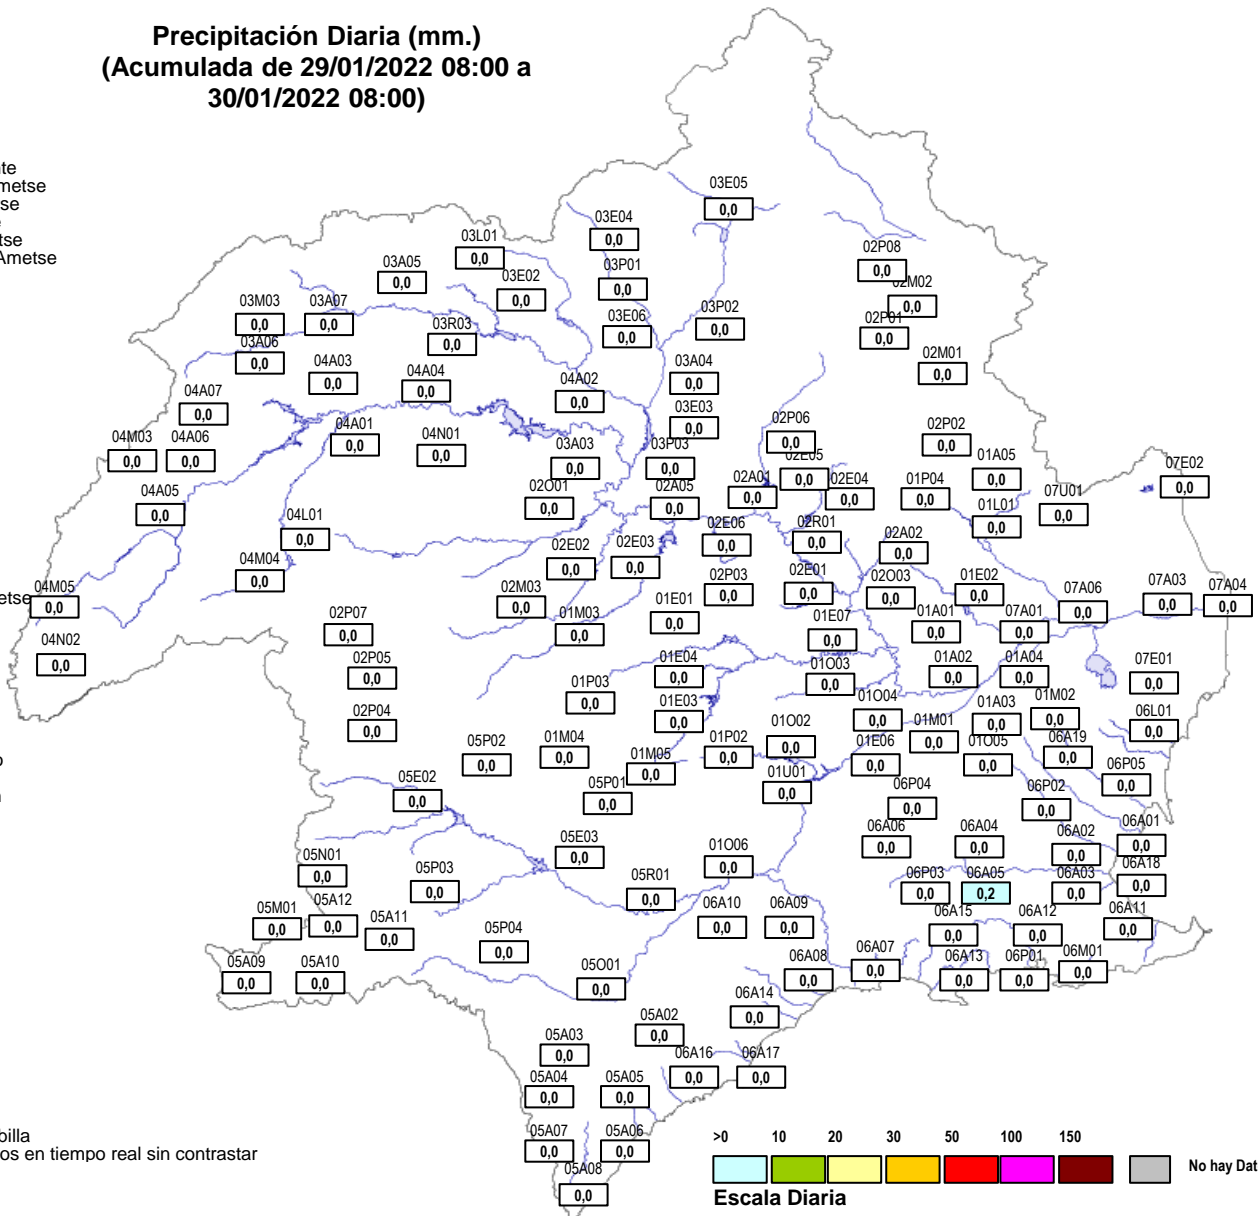 Precipitación Diaria (mm.)
(Acumulada de 29/01/2022 08:00 a
30/01/2022 08:00)
03E05
0,0
03E04
0,0
03L01
0,0
02P08
0,0
03A05
0,0
03P01
0,0
03E02
0,0
02M02
0,0
03M03
0,0
03A07
0,0
03P02
0,0
03E06
0,0
02P01
0,0
03R03
0,0
03A06
0,0
04A03
0,0
04A04
0,0
03A04
0,0
02M01
0,0
04A02
0,0
04A07
0,0
03E03
0,0
02P06
0,0
04A01
0,0
04N01
0,0
02P02
0,0
04M03
0,0
04A06
0,0
03A03
0,0
03P03
0,0
02E05
0,0
01A05
0,0
07E02
0,0
04A05
0,0
02O01
0,0
02A05
0,0
02A01
0,0
02E04
0,0
01P04
0,0
07U01
0,0
01L01
0,0
04L01
0,0
02E06
0,0
02R01
0,0
02A02
0,0
02E02
0,0
02E03
0,0
04M04
0,0
04M05
0,0
02M03
0,0
02P03
0,0
02E01
0,0
02O03
0,0
01E02
0,0
07A06
0,0
07A03
0,0
07A04
0,0
02P07
0,0
01M03
0,0
01E01
0,0
01E07
0,0
01A01
0,0
07A01
0,0
04N02
0,0
02P05
0,0
01E04
0,0
01O03
0,0
01A02
0,0
01A04
0,0
07E01
0,0
01P03
0,0
02P04
0,0
01E03
0,0
01O04
0,0
01A03
0,0
01M02
0,0
06L01
0,0
05P02
0,0
01M04
0,0
01M05
0,0
01P02
0,0
01O02
0,0
01E06
0,0
01M01
0,0
01O05
0,0
06A19
0,0
05E02
0,0
05P01
0,0
01U01
0,0
06P04
0,0
06P02
0,0
06P05
0,0
05E03
0,0
01O06
0,0
06A06
0,0
06A04
0,0
06A02
0,0
06A01
0,0
05N01
0,0
05P03
0,0
05R01
0,0
06P03
0,0
06A05
0,2
06A03
0,0
06A18
0,0
05M01
0,0
05A12
0,0
05A11
0,0
06A10
0,0
06A09
0,0
06A15
0,0
06A12
0,0
06A11
0,0
05P04
0,0
05A09
0,0
05A10
0,0
05O01
0,0
06A08
0,0
06A07
0,0
06A13
0,0
06P01
0,0
06M01
0,0
06A14
0,0
05A02
0,0
05A03
0,0
06A16
0,0
06A17
0,0
05A04
0,0
05A05
0,0
05A07
0,0
05A06
0,0
05A08
0,0
te
metse
se
tse
Ametse
etse
billa
os en tiempo real sin contrastar
>0 10 20 30 50 100 150
No hay Dat
Escala Diaria